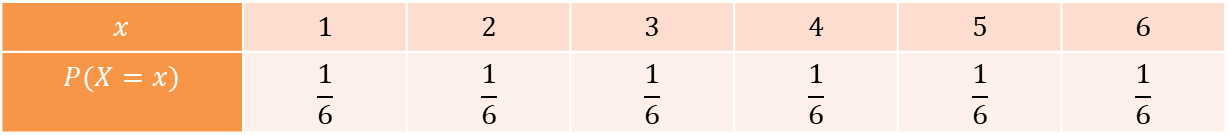 x 1 2 3 4 5 6
P(X = x) 1/6 1/6 1/6 1/6 1/6 1/6